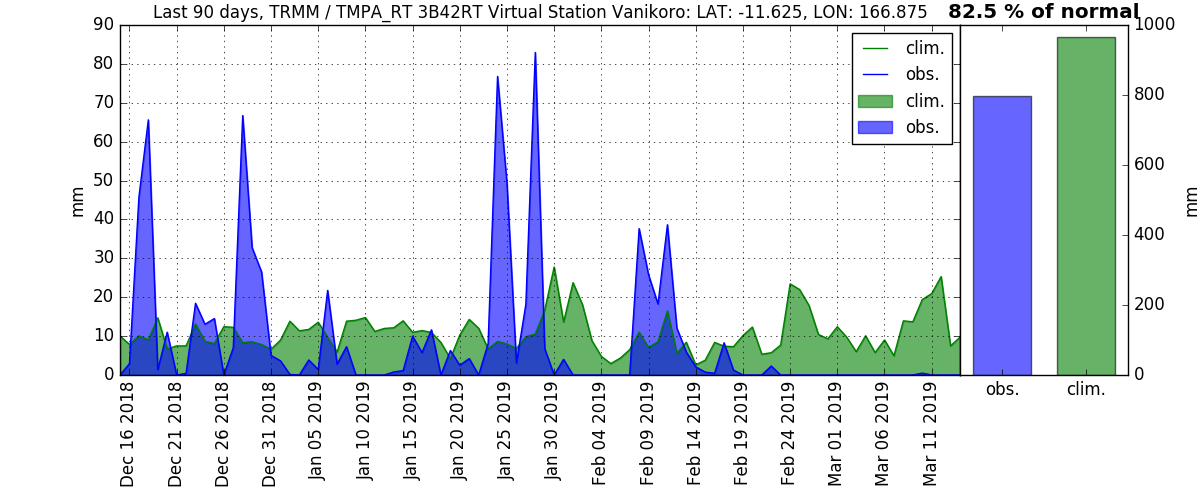 Last 90 days, TRMM / TMPA_RT 3B42RT Virtual Station Vanikoro: LAT: -11.625, LON: 166.875
82.5 % of normal
90
80
70
60
50
40
30
20
10
0
mm
clim.
obs.
clim.
obs.
Dec 16 2018
Dec 21 2018
Dec 26 2018
Dec 31 2018
Jan 05 2019
Jan 10 2019
Jan 15 2019
Jan 20 2019
Jan 25 2019
Jan 30 2019
Feb 04 2019
Feb 09 2019
Feb 14 2019
Feb 19 2019
Feb 24 2019
Mar 01 2019
Mar 06 2019
Mar 11 2019
obs.
clim.
1000
800
600
400
200
0
mm